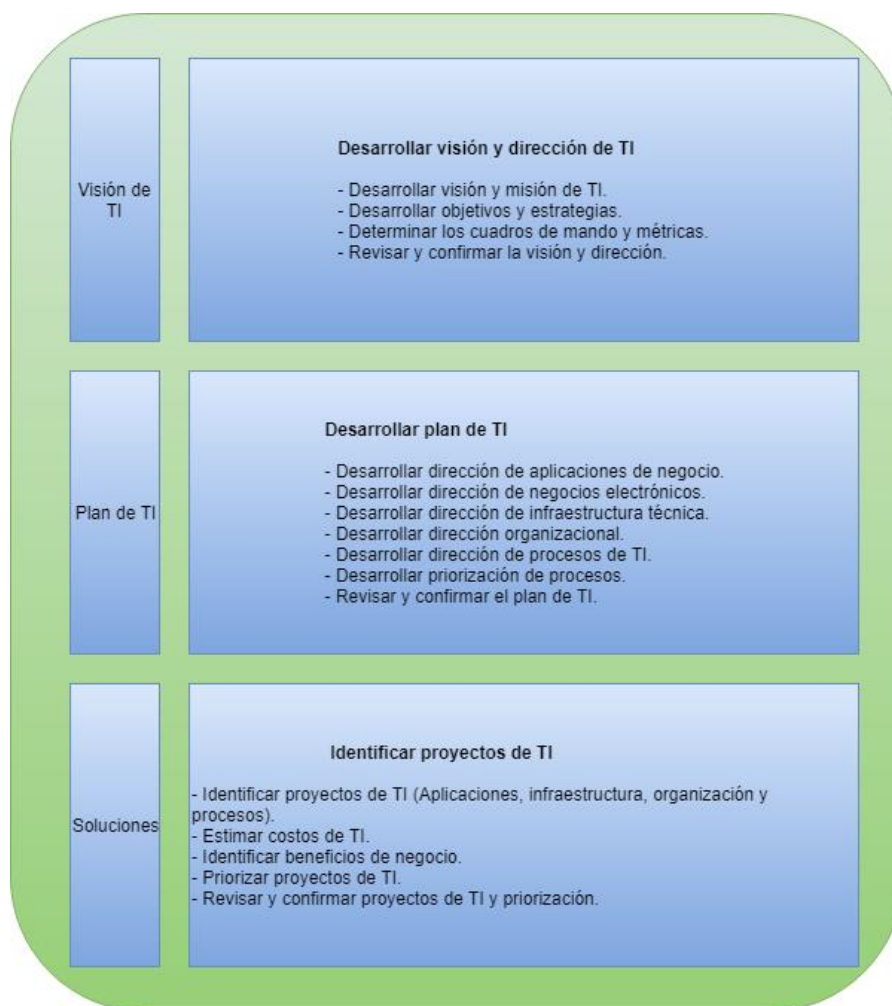 Visión de
TI
Desarrollar visión y dirección de TI
- Desarrollar visión y misión de TI.
- Desarrollar objetivos y estrategias.
- Determinar los cuadros de mando y métricas.
- Revisar y confirmar la visión y dirección.
Plan de TI
Desarrollar plan de TI
- Desarrollar dirección de aplicaciones de negocio.
- Desarrollar dirección de negocios electrónicos.
- Desarrollar dirección de infraestructura técnica.
- Desarrollar dirección organizacional.
- Desarrollar dirección de procesos de TI.
- Desarrollar priorización de procesos.
- Revisar y confirmar el plan de TI.
Soluciones
Identificar proyectos de TI
- Identificar proyectos de TI (Aplicaciones, infraestructura, organización y
procesos).
- Estimar costos de TI.
- Identificar beneficios de negocio.
- Priorizar proyectos de TI.
- Revisar y confirmar proyectos de TI y priorización.